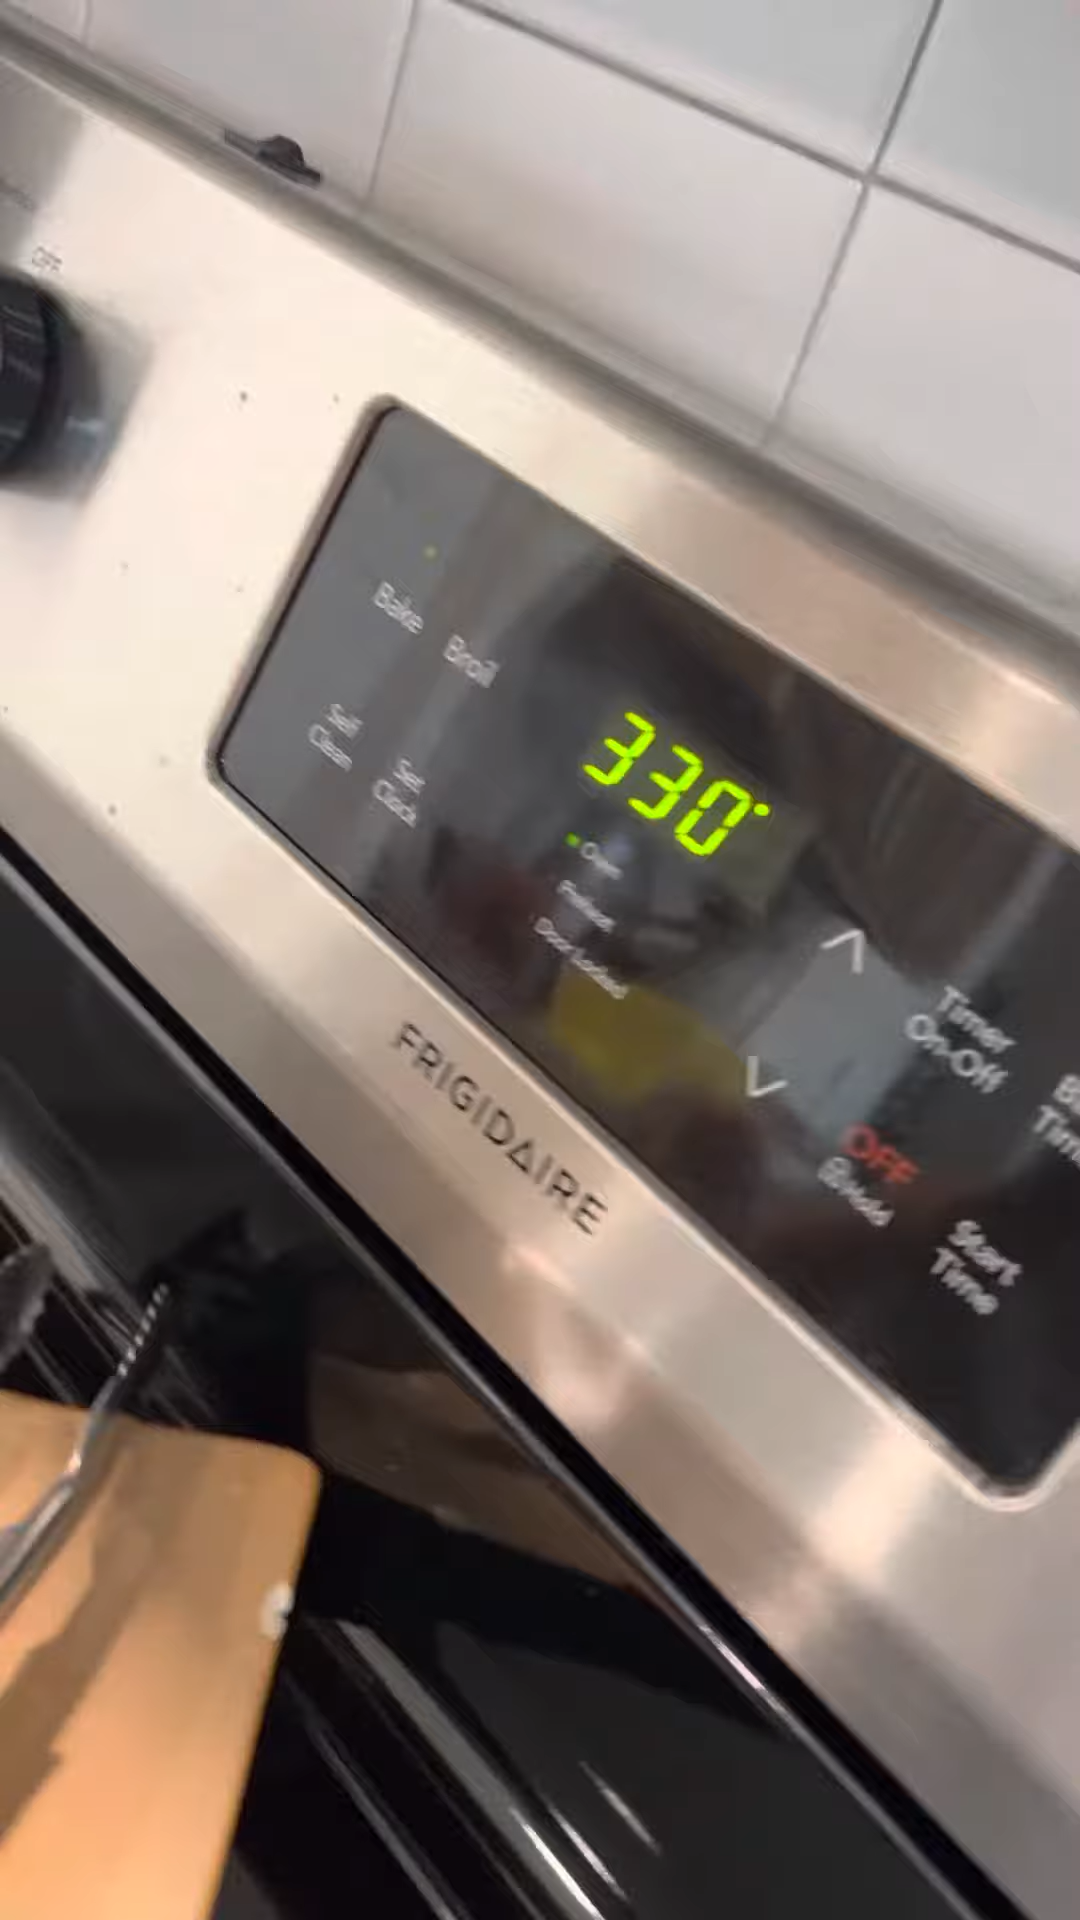 OFF
Bake
Broil
Self
Clean
Set
Clock
330°
Oven
Preheat
Door Locked
Timer
On-Off
OFF
Hold
Start
Time
FRIGIDAIRE